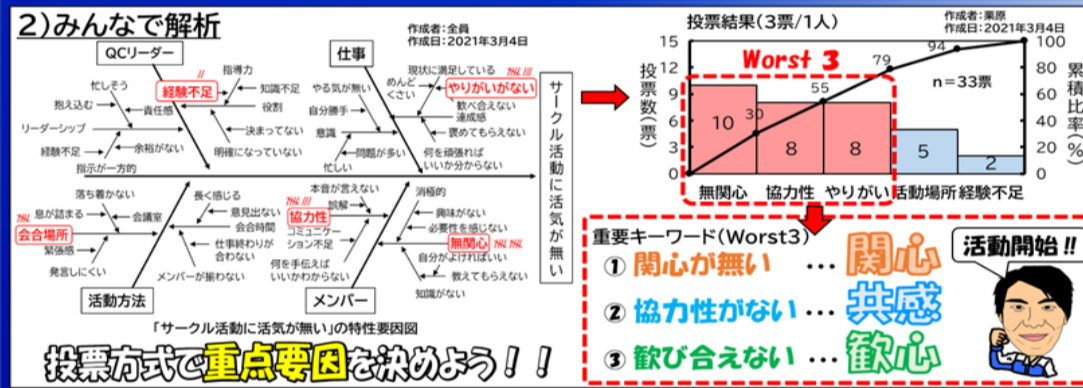 2)みんなで解析
作成者:全員
作成日:2021年3月4日
QCリーダー
忙しそう
抱え込む
責任感
リーダーシップ
経験不足
余裕がない
指示が一方的
経験不足
指導力
知識不足
役割
決まってない
明確になっていない
仕事
やる気が無い
自分勝手
意識
問題が多い
忙しい
現状に満足している
めんど
くさい
やりがいがない
歓べ合えない
達成感
褒めてもらえない
何を頑張れば
いいか分からない
サークル活動に活気が無い
落ち着かない
息が詰まる
会議室
会合場所
緊張感
発言しにくい
長く感じる
意見出ない
会合時間
仕事終わりが
合わない
メンバーが揃わない
活動方法
本音が言えない
誤解
協力性
コミュニケー
ション不足
何を手伝えば
いいかわからない
消極的
興味がない
必要性を感じない
無関心
自分がよければいい
教えてもらえない
知識がない
メンバー
「サークル活動に活気が無い」の特性要因図
投票方式で重点要因を決めよう!!
投票結果(3票/1人)
作成者:栗原
作成日:2021年3月4日
投票数(票)
15
12
9
6
3
0
Worst 3
10
8
8
5
2
30
55
79
94
n=33票
100
80
60
40
20
0
累積比率(%)
無関心 協力性 やりがい 活動場所 経験不足
重要キーワード(Worst3)
① 関心が無い … 関心
② 協力性がない … 共感
③ 歓び合えない … 歓心
活動開始!!